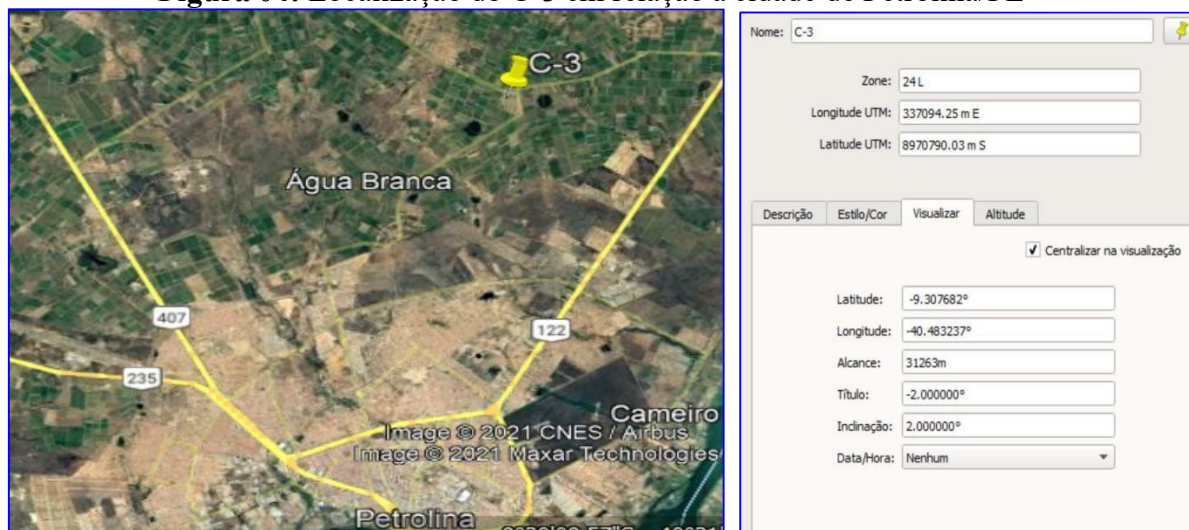 C-3
Água Branca
407
122
235
Cameiro
Image © 2021 CNES / Airbus
Image © 2021 Maxar Technologies
Petrolina
Nome: C-3
Zone: 24 L
Longitude UTM: 337094.25 m E
Latitude UTM: 8970790.03 m S
Descrição Estilo/Cor Visualizar Altitude
Centralizar na visualização
Latitude: -9.307682°
Longitude: -40.483237°
Alcance: 31263m
Título: -2.000000°
Inclinação: 2.000000°
Data/Hora: Nenhum